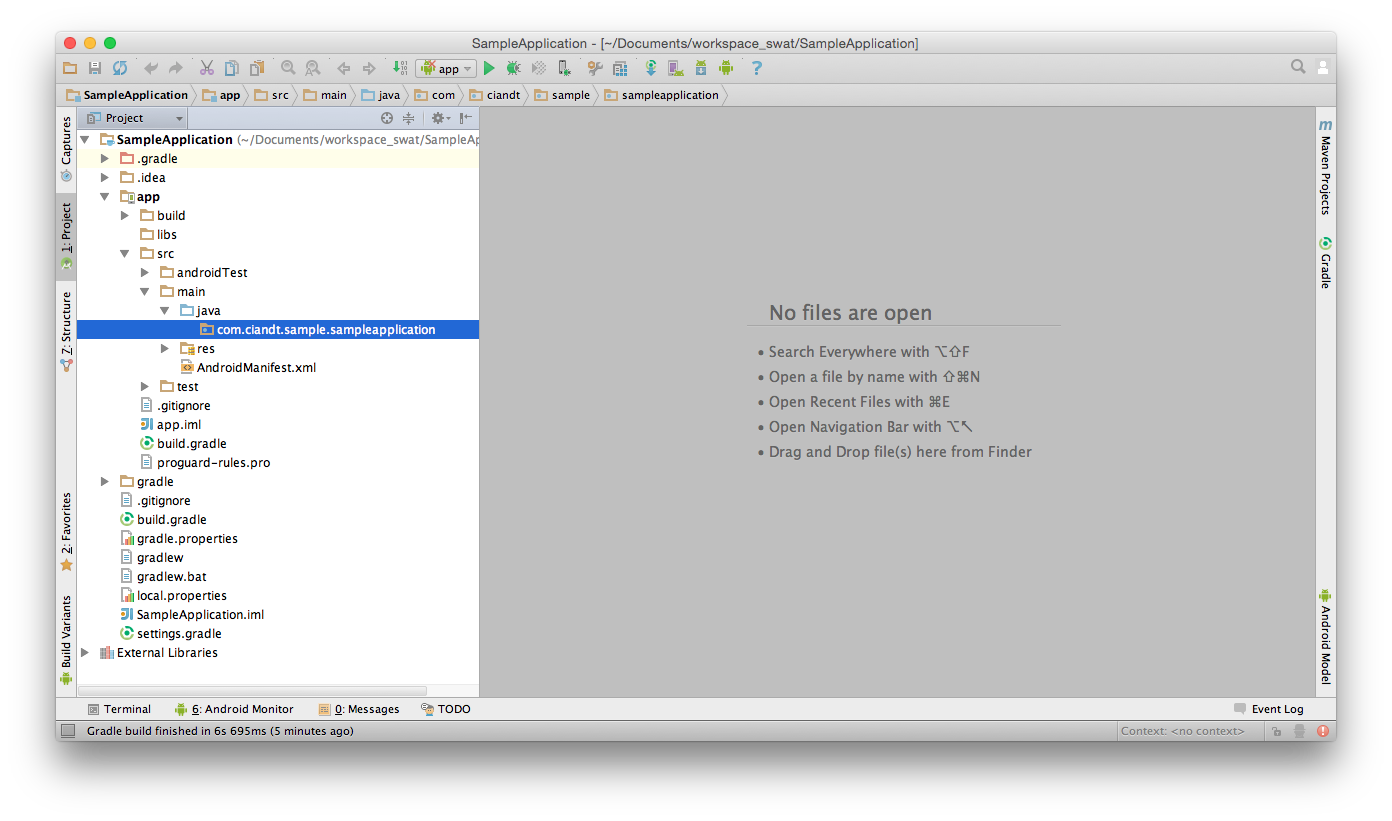 SampleApplication - [~/Documents/workspace_swat/SampleApplication]
app
SampleApplication app src main java com ciandt sample sampleapplication
Captures
1: Project
Z: Structure
2: Favorites
Build Variants
Project
SampleApplication (~/Documents/workspace_swat/SampleAp
.gradle
.idea
app
build
libs
src
androidTest
main
java
com.ciandt.sample.sampleapplication
res
AndroidManifest.xml
test
.gitignore
app.iml
build.gradle
proguard-rules.pro
gradle
.gitignore
build.gradle
gradle.properties
gradlew
gradlew.bat
local.properties
SampleApplication.iml
settings.gradle
External Libraries
No files are open
• Search Everywhere with ⌥⇧F
• Open a file by name with ⇧⌘N
• Open Recent Files with ⌘E
• Open Navigation Bar with ⌥↖
• Drag and Drop file(s) here from Finder
m Maven Projects
Gradle
Android Model
Terminal 6: Android Monitor 0: Messages TODO Event Log
Gradle build finished in 6s 695ms (5 minutes ago) Context: <no context>